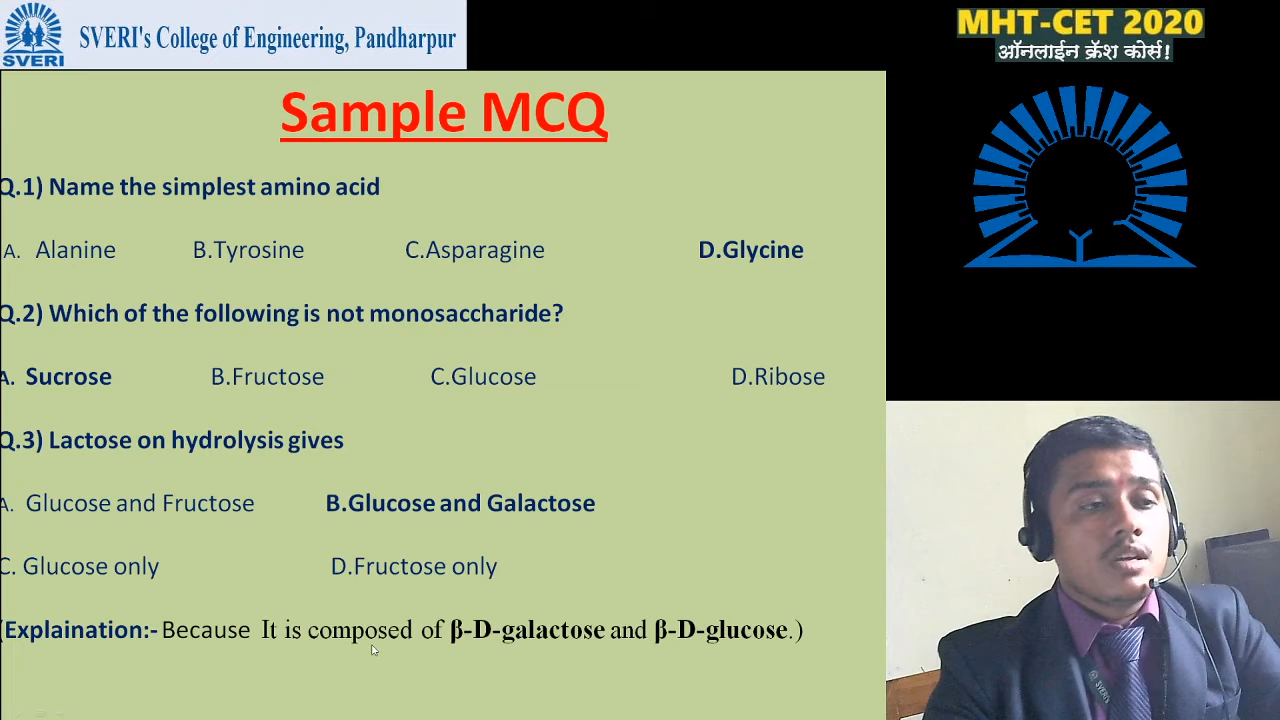 SVERI
SVERI's College of Engineering, Pandharpur
MHT-CET 2020
ऑनलाईन क्रॅश कोर्स!
Sample MCQ
Q.1) Name the simplest amino acid
A. Alanine B.Tyrosine C.Asparagine D.Glycine
Q.2) Which of the following is not monosaccharide?
A. Sucrose B.Fructose C.Glucose D.Ribose
Q.3) Lactose on hydrolysis gives
A. Glucose and Fructose B.Glucose and Galactose
C. Glucose only D.Fructose only
(Explaination:- Because It is composed of β-D-galactose and β-D-glucose.)
SVERI